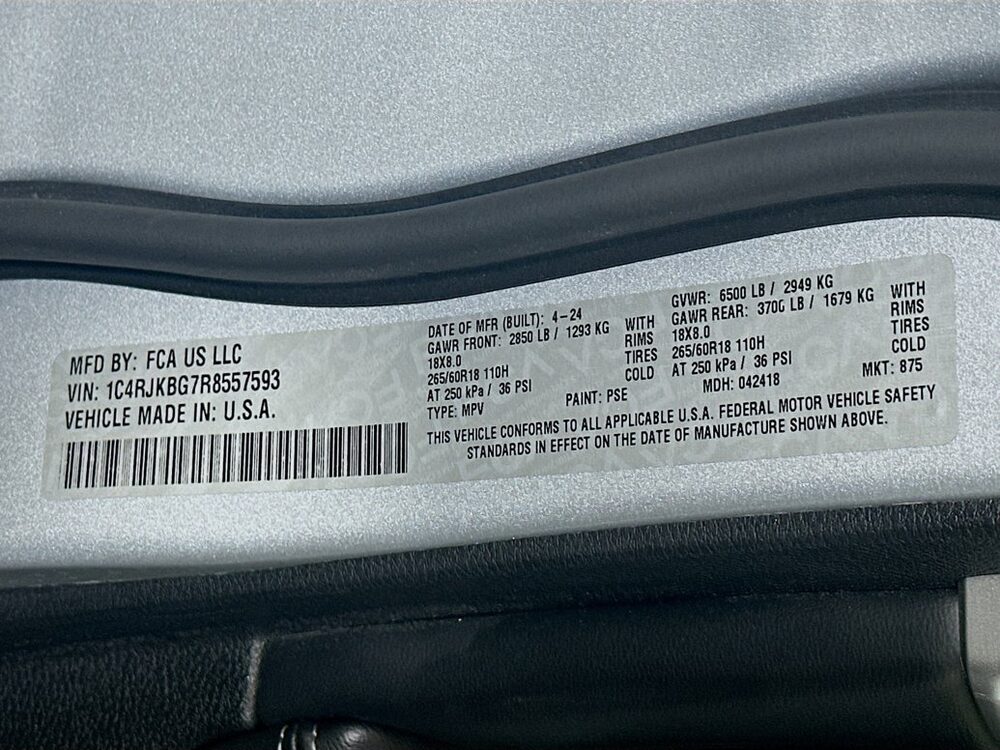 MFD BY: FCA US LLC
VIN: 1C4RJKBG7R8557593
VEHICLE MADE IN: U.S.A.
DATE OF MFR (BUILT): 4-24
GAWR FRONT: 2850 LB / 1293 KG WITH
18X8.0 RIMS
265/60R18 110H TIRES
AT 250 kPa / 36 PSI COLD
TYPE: MPV PAINT: PSE
GVWR: 6500 LB / 2949 KG
GAWR REAR: 3700 LB / 1679 KG WITH
18X8.0 RIMS
265/60R18 110H TIRES
AT 250 kPa / 36 PSI COLD
MDH: 042418 MKT: 875
THIS VEHICLE CONFORMS TO ALL APPLICABLE U.S.A. FEDERAL MOTOR VEHICLE SAFETY
STANDARDS IN EFFECT ON THE DATE OF MANUFACTURE SHOWN ABOVE.